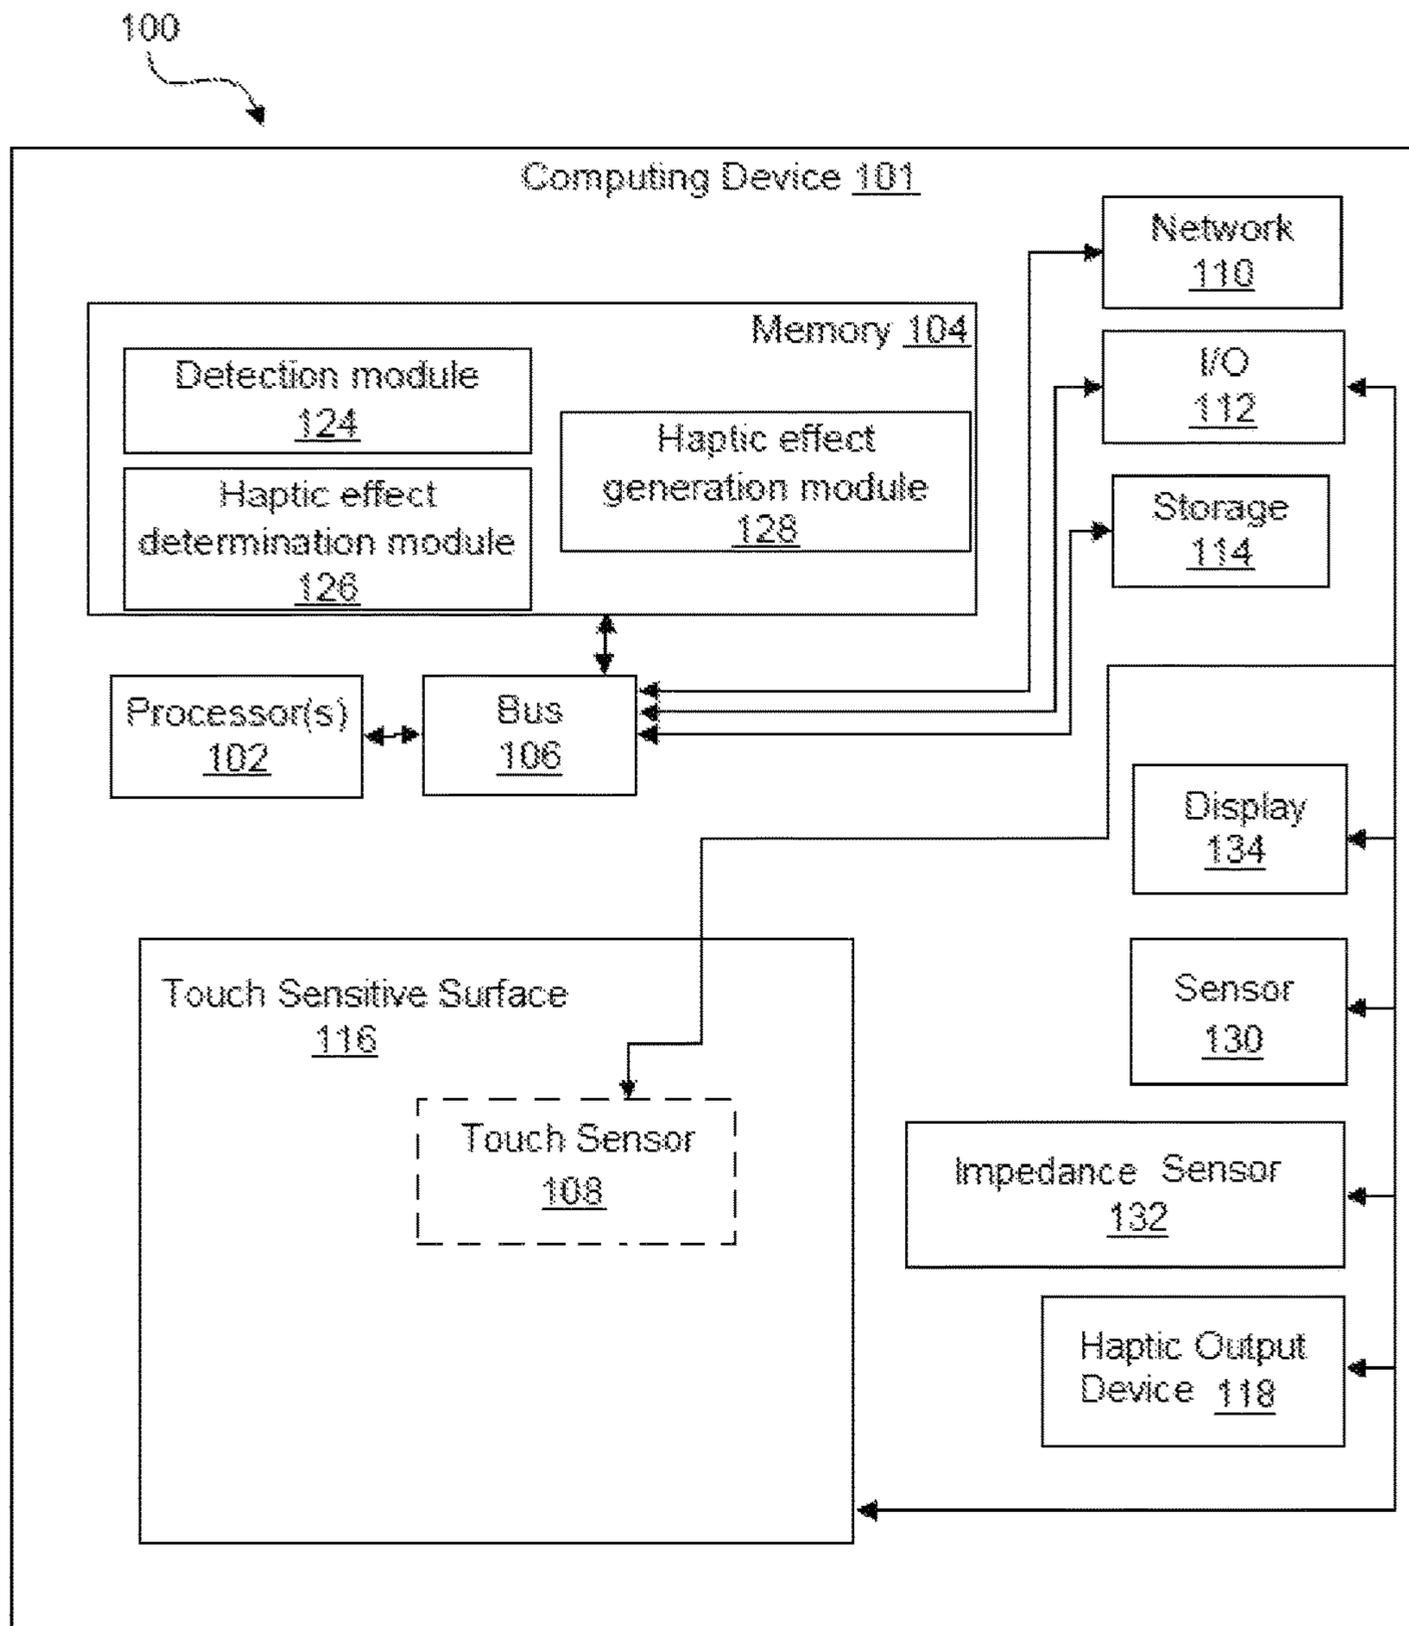 100
Computing Device 101
Network
110
Memory 104
I/O
112
Detection module
124
Haptic effect
generation module
128
Haptic effect
determination module
126
Storage
114
Processor(s)
102
Bus
106
Display
134
Touch Sensitive Surface
116
Sensor
130
Touch Sensor
108
Impedance Sensor
132
Haptic Output
Device 118